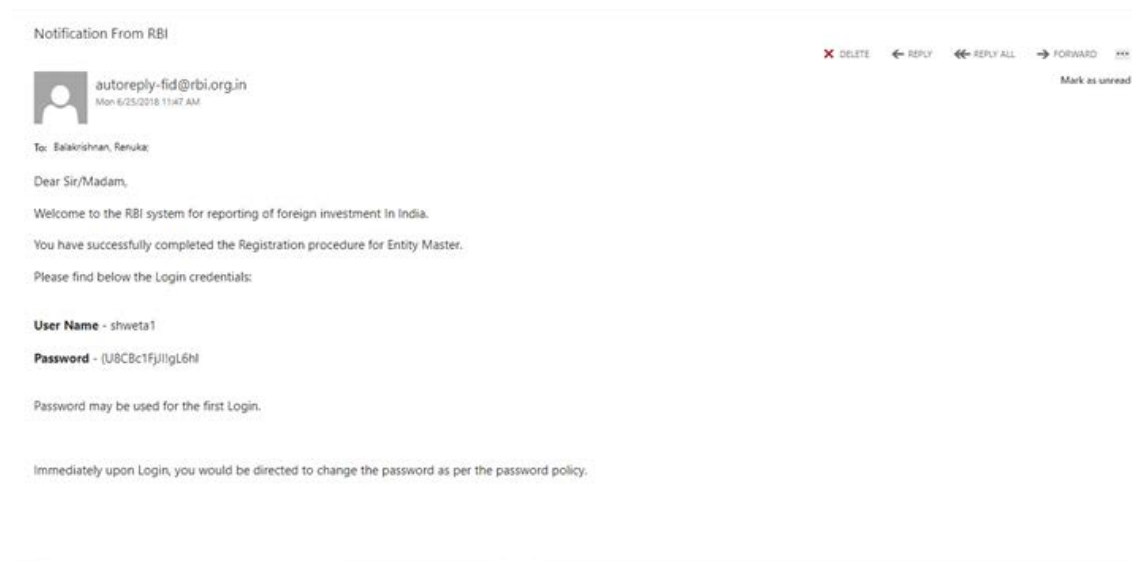 Notification From RBI
DELETE REPLY REPLY ALL FORWARD
autoreply-fid@rbi.org.in
Mark as unread
Mon 6/25/2018 11:47 AM
To: Balakrishnan, Renuka;
Dear Sir/Madam,
Welcome to the RBI system for reporting of foreign investment In India.
You have successfully completed the Registration procedure for Entity Master.
Please find below the Login credentials:
User Name - shweta1
Password -
Password may be used for the first Login.
Immediately upon Login, you would be directed to change the password as per the password policy.